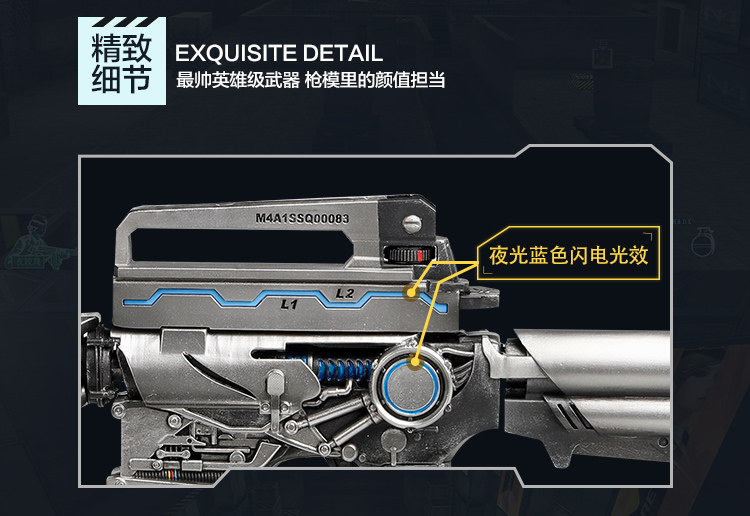 精致
细节
EXQUISITE DETAIL
最帅英雄级武器 枪模里的颜值担当
M4A1SSQ00083
夜光蓝色闪电光效
L1
L2